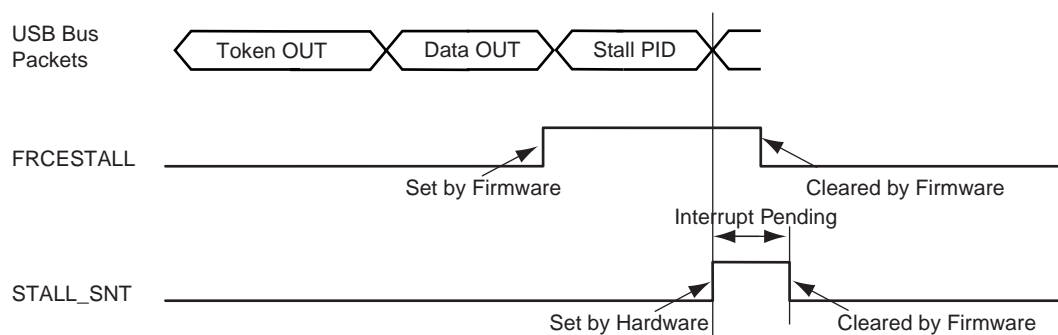 USB Bus
Packets
Token OUT
Data OUT
Stall PID
FRCESTALL
Set by Firmware
Cleared by Firmware
Interrupt Pending
STALL_SNT
Set by Hardware
Cleared by Firmware